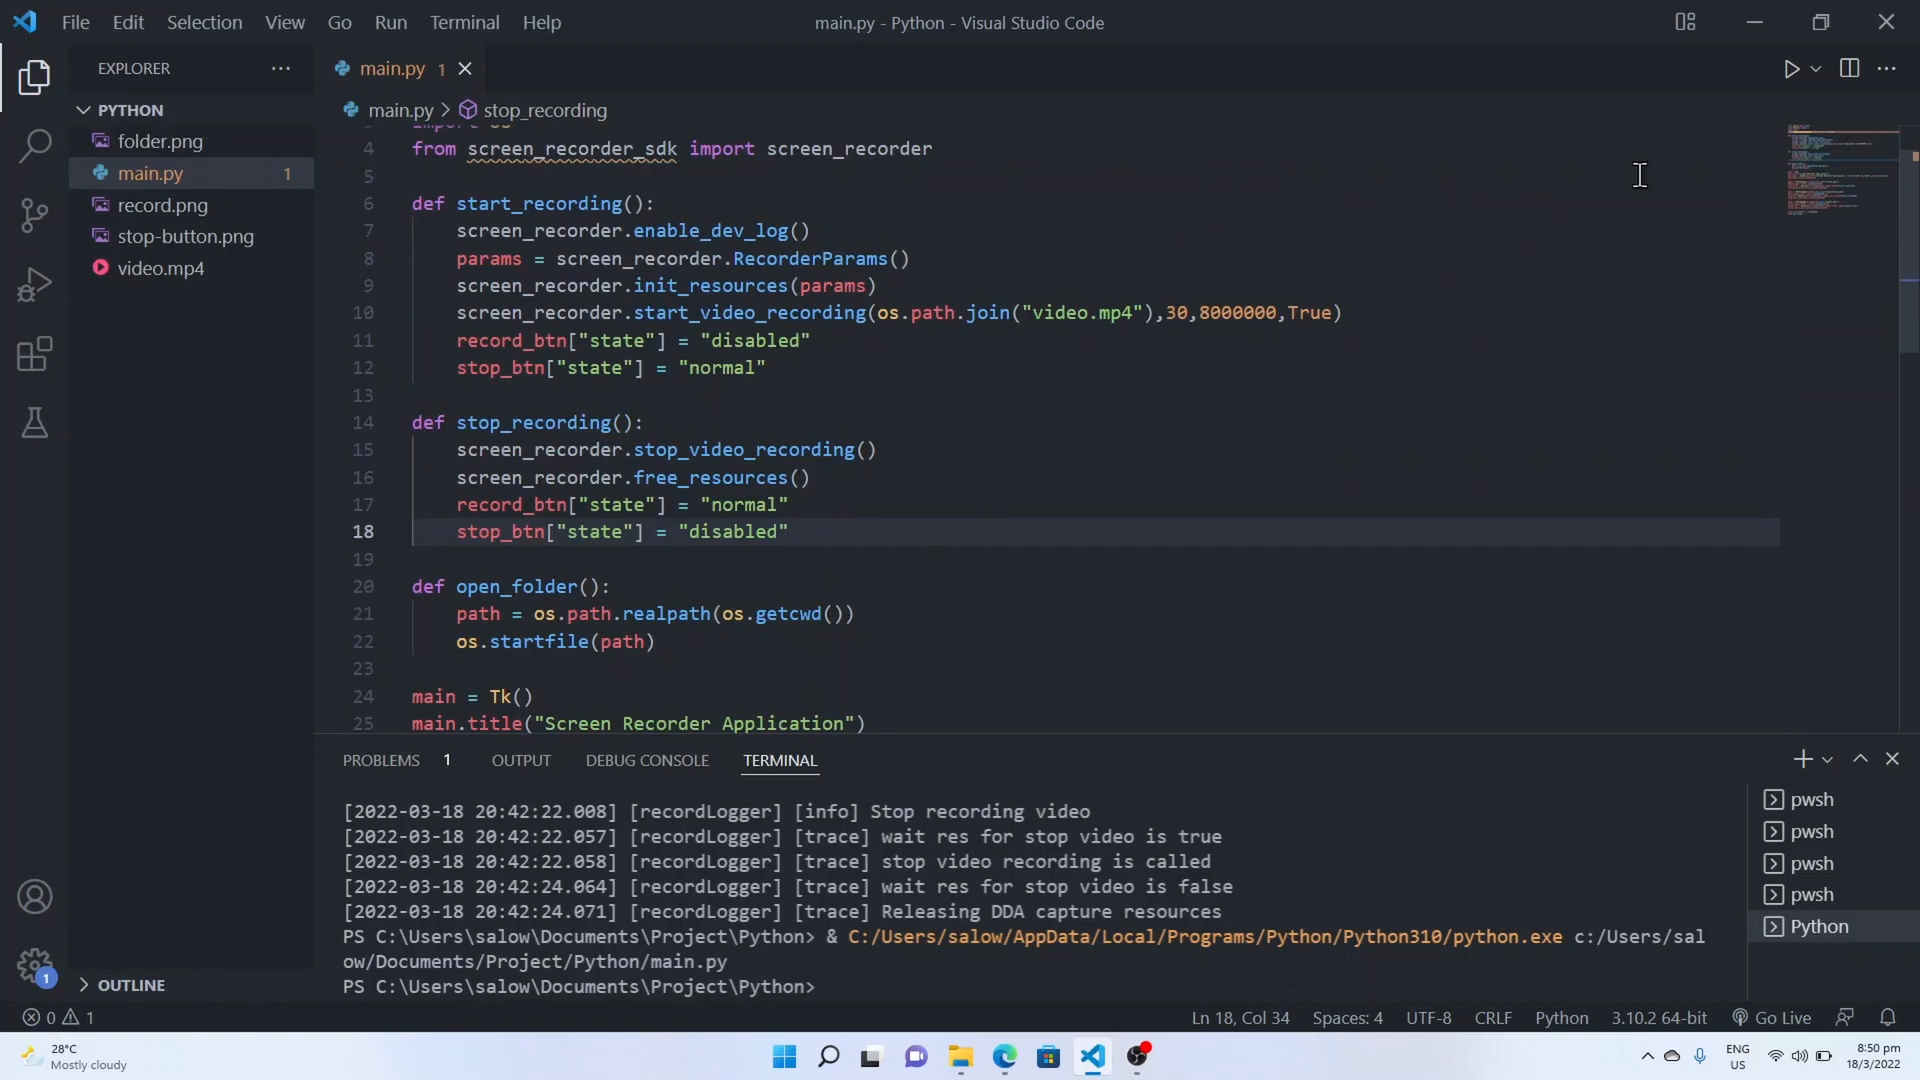 File Edit Selection View Go Run Terminal Help
main.py - Python - Visual Studio Code
EXPLORER
PYTHON
folder.png
main.py 1
record.png
stop-button.png
video.mp4
OUTLINE
main.py 1
main.py > stop_recording
import os
4 from screen_recorder_sdk import screen_recorder
5
6 def start_recording():
7 screen_recorder.enable_dev_log()
8 params = screen_recorder.RecorderParams()
9 screen_recorder.init_resources(params)
10 screen_recorder.start_video_recording(os.path.join("video.mp4"),30,8000000,True)
11 record_btn["state"] = "disabled"
12 stop_btn["state"] = "normal"
13
14 def stop_recording():
15 screen_recorder.stop_video_recording()
16 screen_recorder.free_resources()
17 record_btn["state"] = "normal"
18 stop_btn["state"] = "disabled"
19
20 def open_folder():
21 path = os.path.realpath(os.getcwd())
22 os.startfile(path)
23
24 main = Tk()
25 main.title("Screen Recorder Application")
PROBLEMS 1 OUTPUT DEBUG CONSOLE TERMINAL
[2022-03-18 20:42:22.008] [recordLogger] [info] Stop recording video
[2022-03-18 20:42:22.057] [recordLogger] [trace] wait res for stop video is true
[2022-03-18 20:42:22.058] [recordLogger] [trace] stop video recording is called
[2022-03-18 20:42:24.064] [recordLogger] [trace] wait res for stop video is false
[2022-03-18 20:42:24.071] [recordLogger] [trace] Releasing DDA capture resources
PS C:\Users\salow\Documents\Project\Python> & C:/Users/salow/AppData/Local/Programs/Python/Python310/python.exe c:/Users/sal
ow/Documents/Project/Python/main.py
PS C:\Users\salow\Documents\Project\Python>
pwsh
pwsh
pwsh
pwsh
Python
1
0 1
Ln 18, Col 34 Spaces: 4 UTF-8 CRLF Python 3.10.2 64-bit Go Live
28°C
Mostly cloudy
ENG
US
8:50 pm
18/3/2022